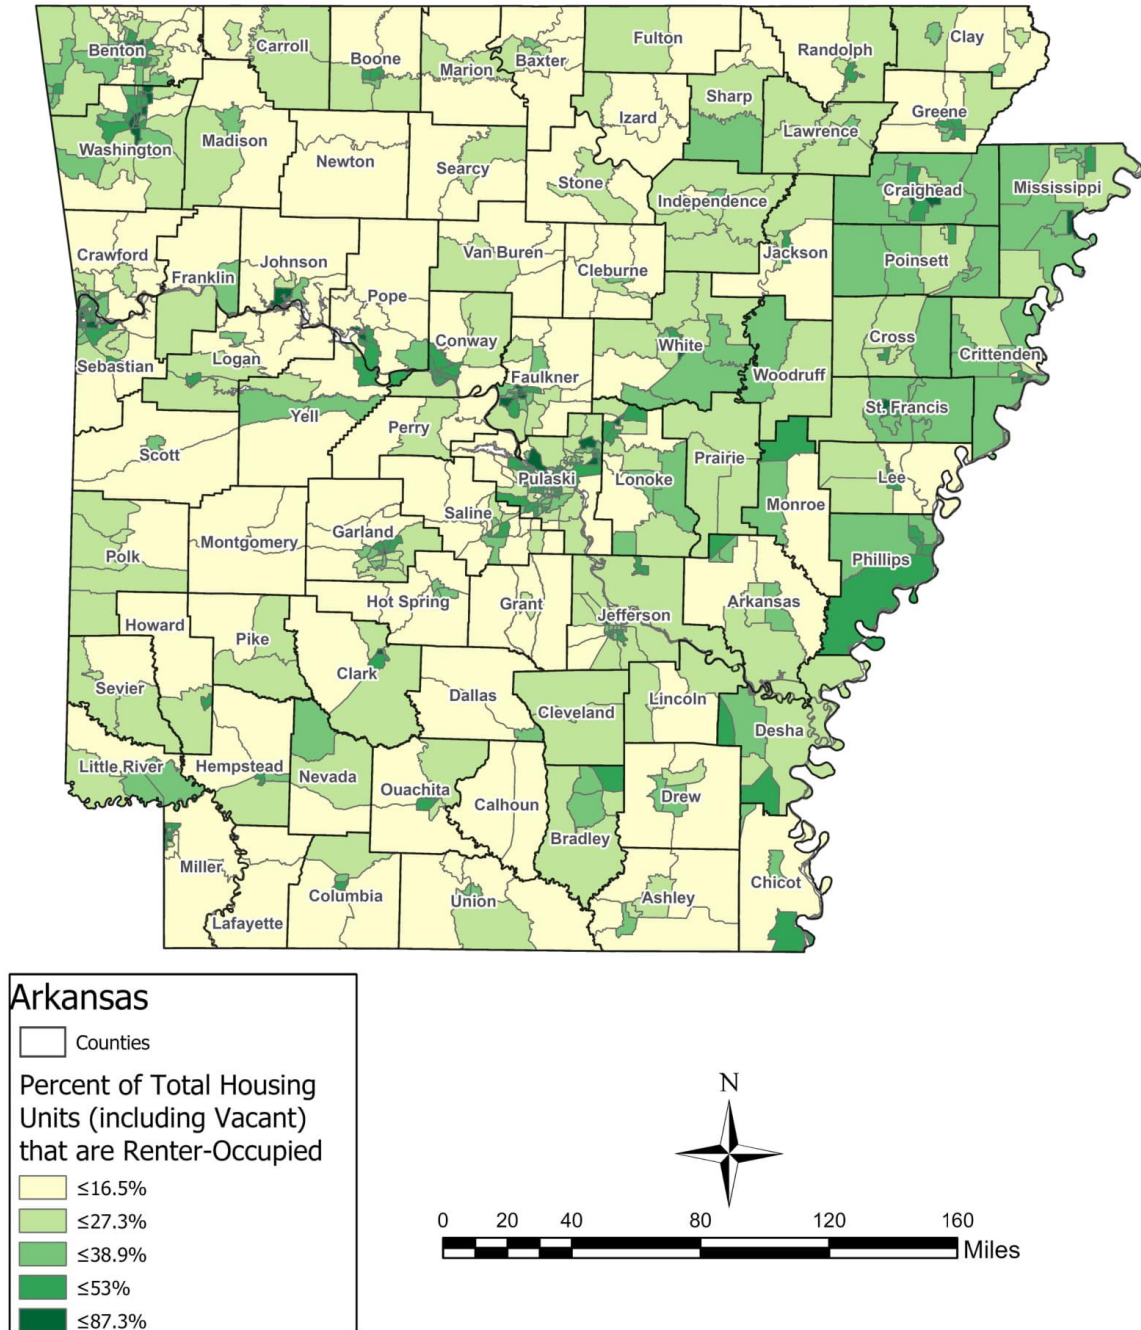 Benton
Carroll
Boone
Marion
Baxter
Fulton
Randolph
Clay
Sharp
Izard
Greene
Lawrence
Washington
Madison
Newton
Searcy
Stone
Independence
Craighead
Mississippi
Crawford
Franklin
Johnson
Van Buren
Cleburne
Jackson
Poinsett
Pope
Sebastian
Logan
Conway
Faulkner
White
Woodruff
Cross
Crittenden
Yell
Perry
St. Francis
Scott
Pulaski
Lonoke
Prairie
Lee
Monroe
Saline
Garland
Montgomery
Polk
Phillips
Hot Spring
Grant
Jefferson
Arkansas
Howard
Pike
Clark
Sevier
Dallas
Cleveland
Lincoln
Desha
Little River
Hempstead
Nevada
Ouachita
Calhoun
Drew
Bradley
Miller
Lafayette
Columbia
Union
Ashley
Chicot
Arkansas
Counties
Percent of Total Housing
Units (including Vacant)
that are Renter-Occupied
≤16.5%
≤27.3%
≤38.9%
≤53%
≤87.3%
N
0 20 40 80 120 160
Miles